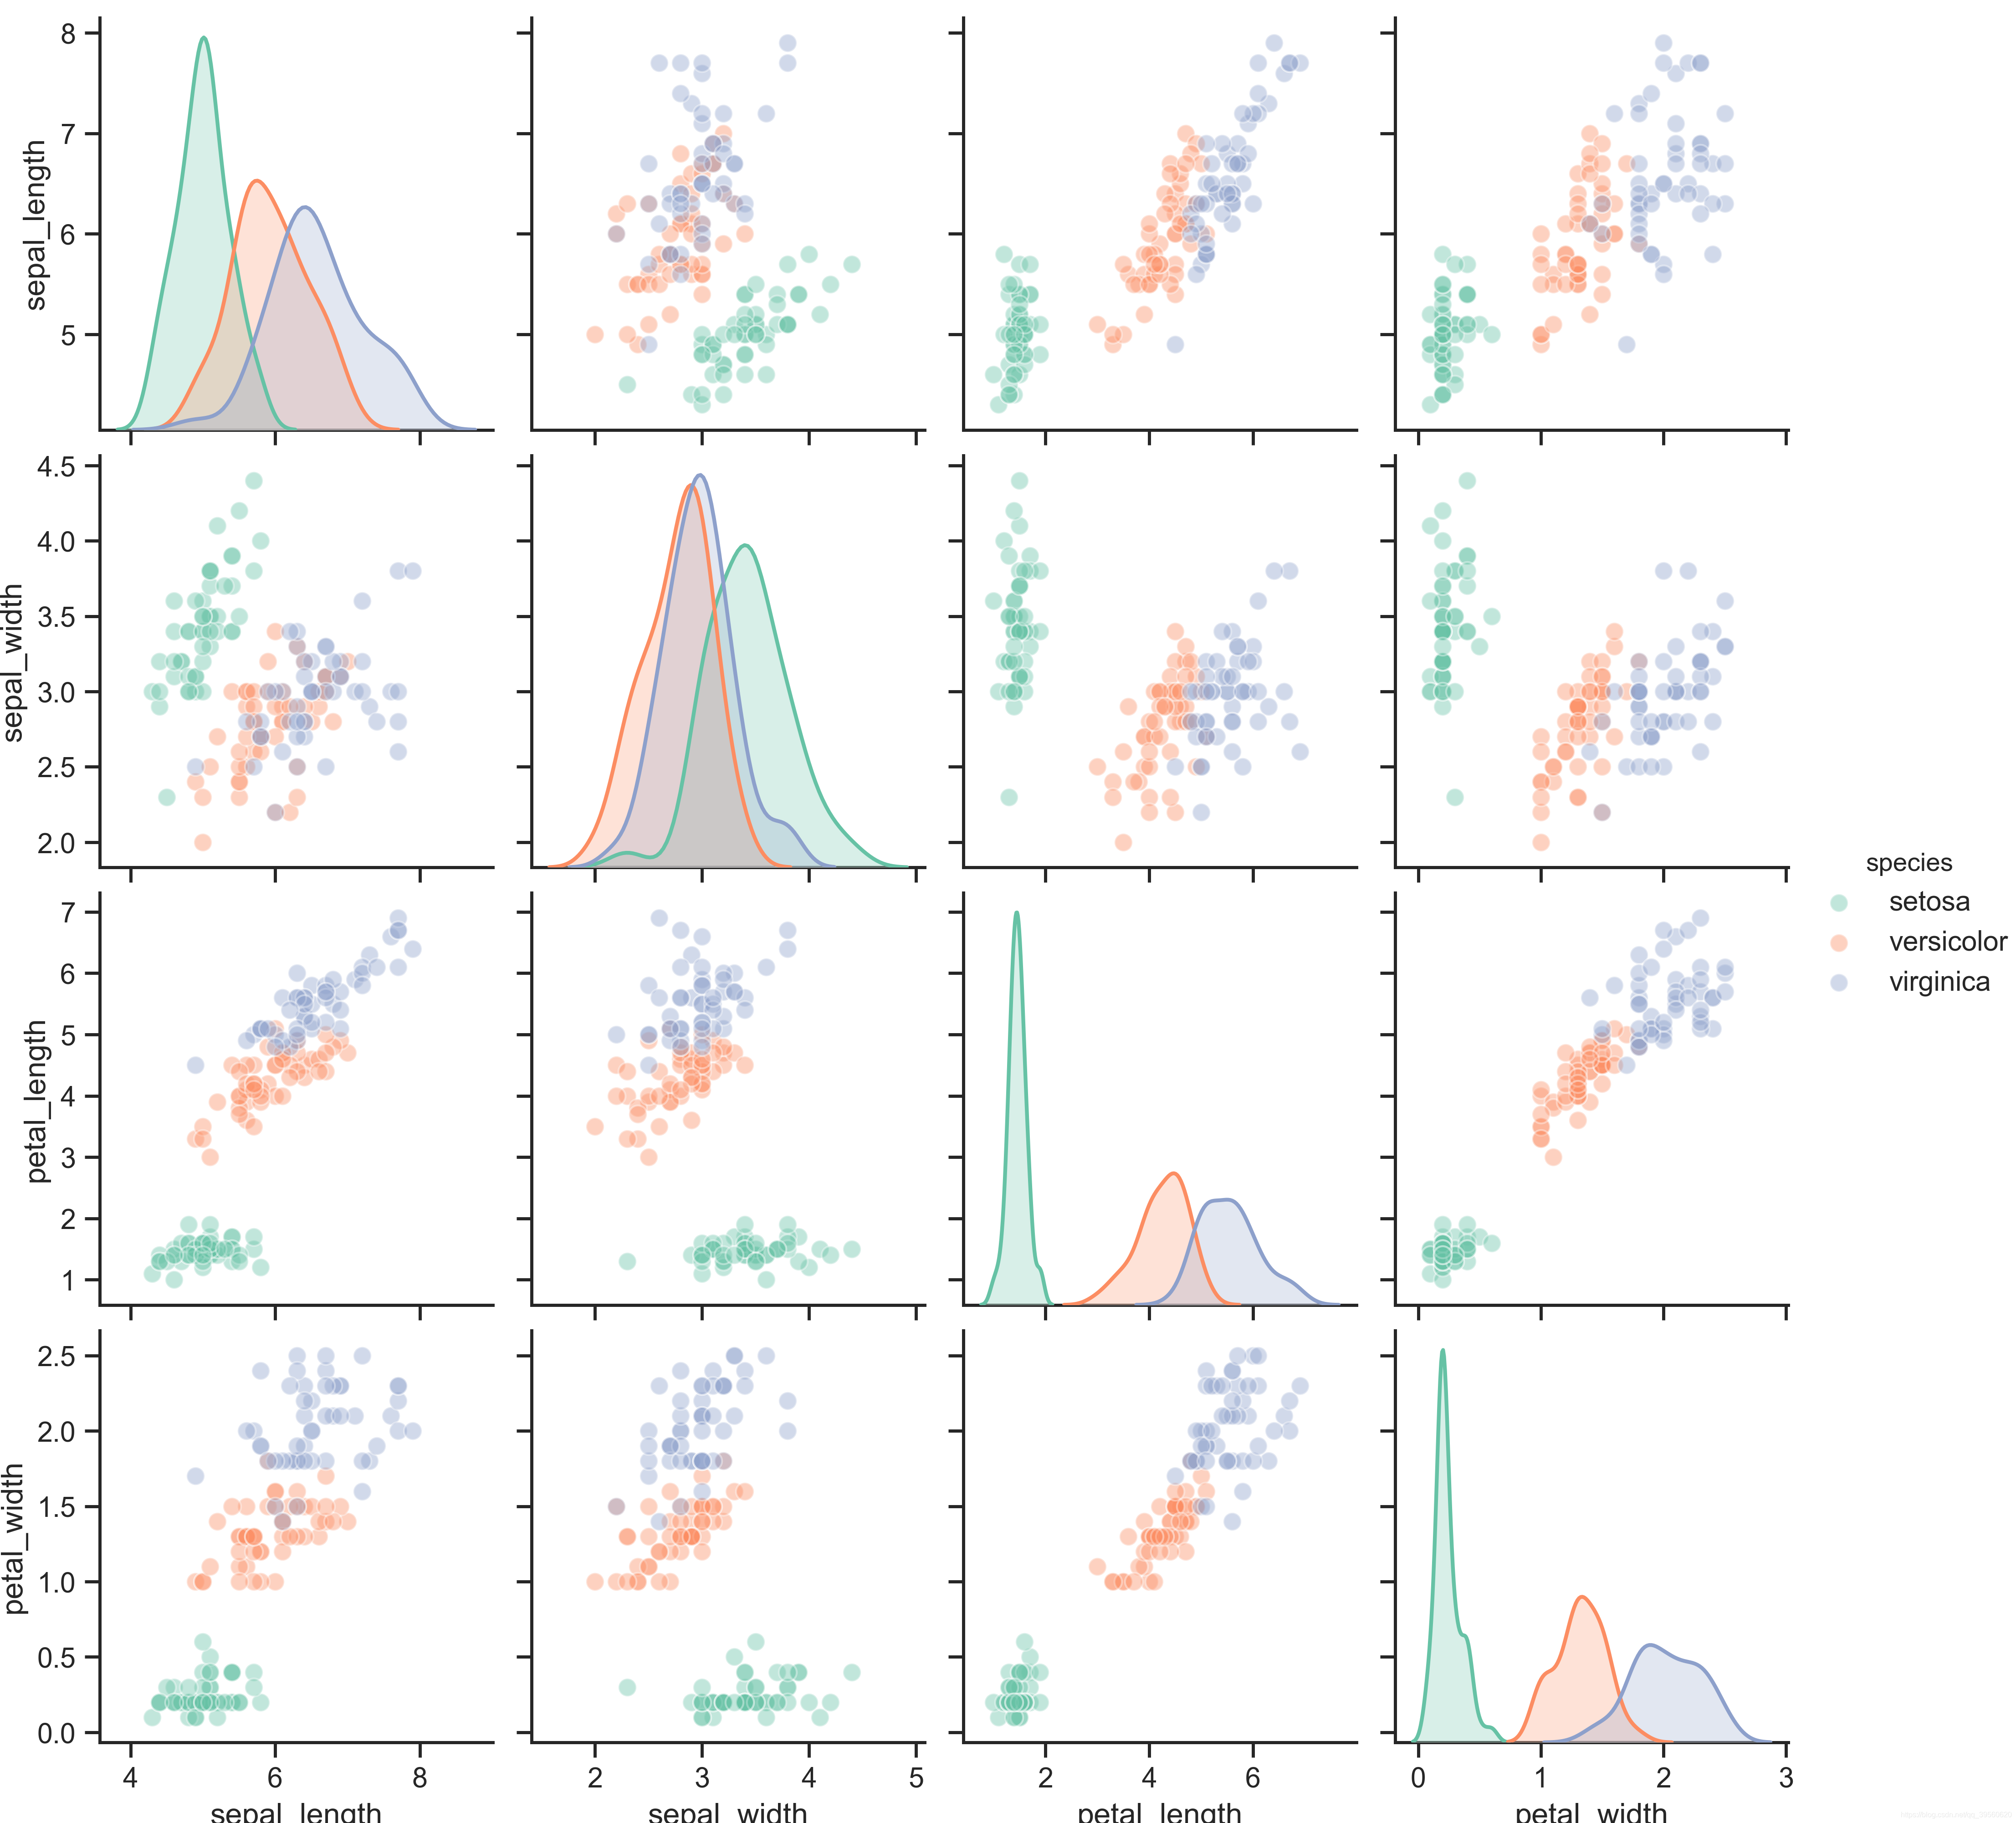 8
7
6
5
sepal_length
4
6
8
4.5
4.0
3.5
3.0
2.5
2.0
sepal_width
species
setosa
versicolor
virginica
7
6
5
4
3
2
1
petal_length
2.5
2.0
1.5
1.0
0.5
0.0
petal_width
4 6 8 2 3 4 5 2 4 6 0 1 2 3
sepal_length sepal_width petal_length petal_width